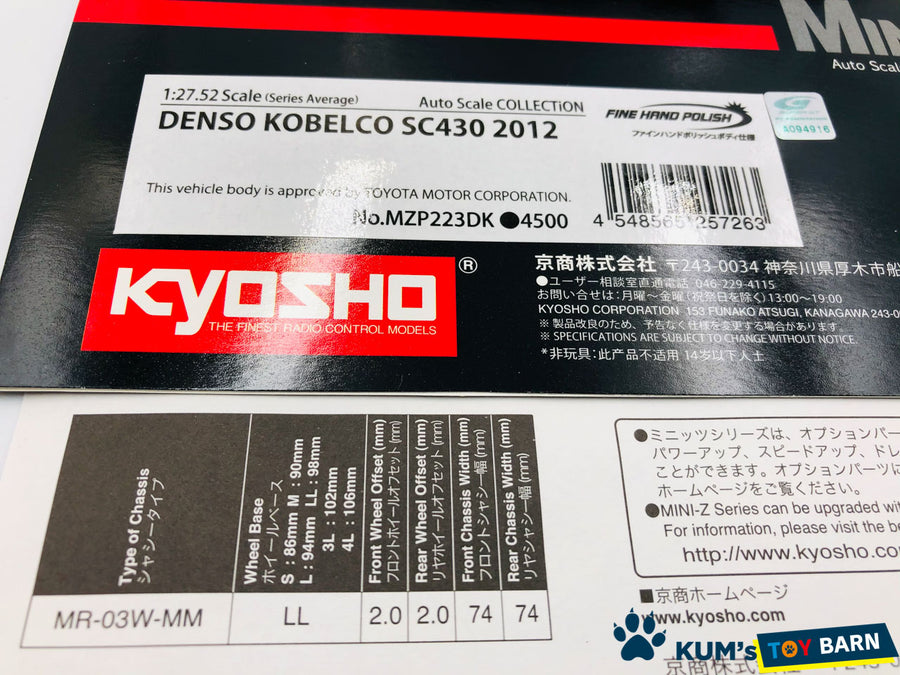 MIN
Auto Scal
1:27.52 Scale (Series Average)
Auto Scale COLLECTiON
DENSO KOBELCO SC430 2012
FINE HAND POLISH
ファインハンドポリッシュボディ仕様
A094916
This vehicle body is approved by TOYOTA MOTOR CORPORATION.
No.MZP223DK ●4500
4 548565 257263
KYOSHO ®
THE FINEST RADIO CONTROL MODELS
京商株式会社 〒243-0034 神奈川県厚木市船
●ユーザー相談室直通電話 046-229-4115
お問い合せは：月曜〜金曜(祝祭日を除く)13:00〜19:00
KYOSHO CORPORATION 153 FUNAKO ATSUGI, KANAGAWA 243-0
※ 製品改良のため、予告なく仕様を変更する場合があります。
※ SPECIFICATIONS ARE SUBJECT TO CHANGE WITHOUT NOTICE.
*非玩具：此产品不适用 14岁以下人士
Type of Chassis
シャシータイプ
Wheel Base
ホイールベース
S : 86mm M : 90mm
L : 94mm LL : 98mm
3L : 102mm
4L : 106mm
Front Wheel Offset (mm)
フロントホイールオフセット (mm)
Rear Wheel Offset (mm)
リヤホイールオフセット (mm)
Front Chassis Width (mm)
フロントシャシー幅 (mm)
Rear Chassis Width (mm)
リヤシャシー幅 (mm)
MR-03W-MM LL 2.0 2.0 74 74
●ミニッツシリーズは、オプションパー
パワーアップ、スピードアップ、ドレ
ことができます。オプションパーツに
ホームページをご覧ください。
●MINI-Z Series can be upgraded with
For information, please visit the be
http://www.kyosho
■京商ホームページ
www.kyosho.com
京商株式会社
KUM's TOY BARN